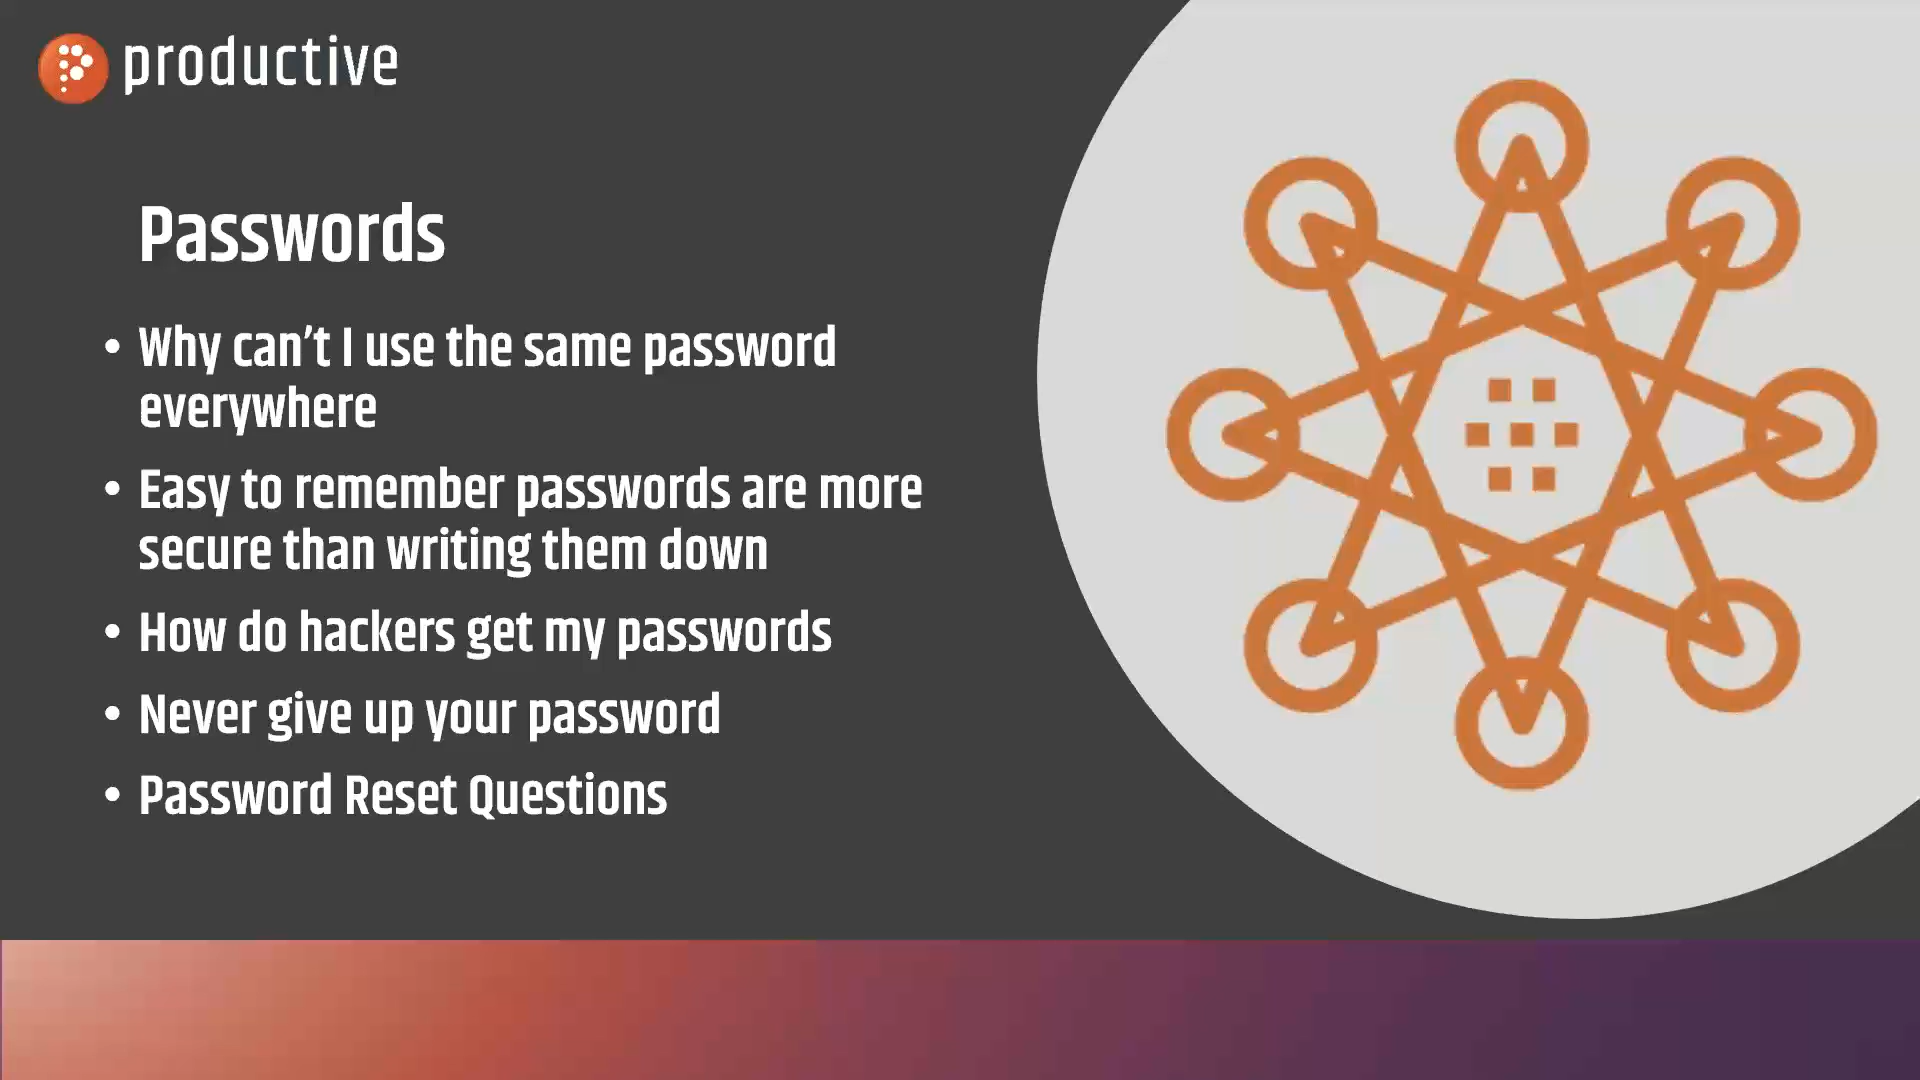 productive
Passwords
• Why can’t I use the same password
everywhere
• Easy to remember passwords are more
secure than writing them down
• How do hackers get my passwords
• Never give up your password
• Password Reset Questions